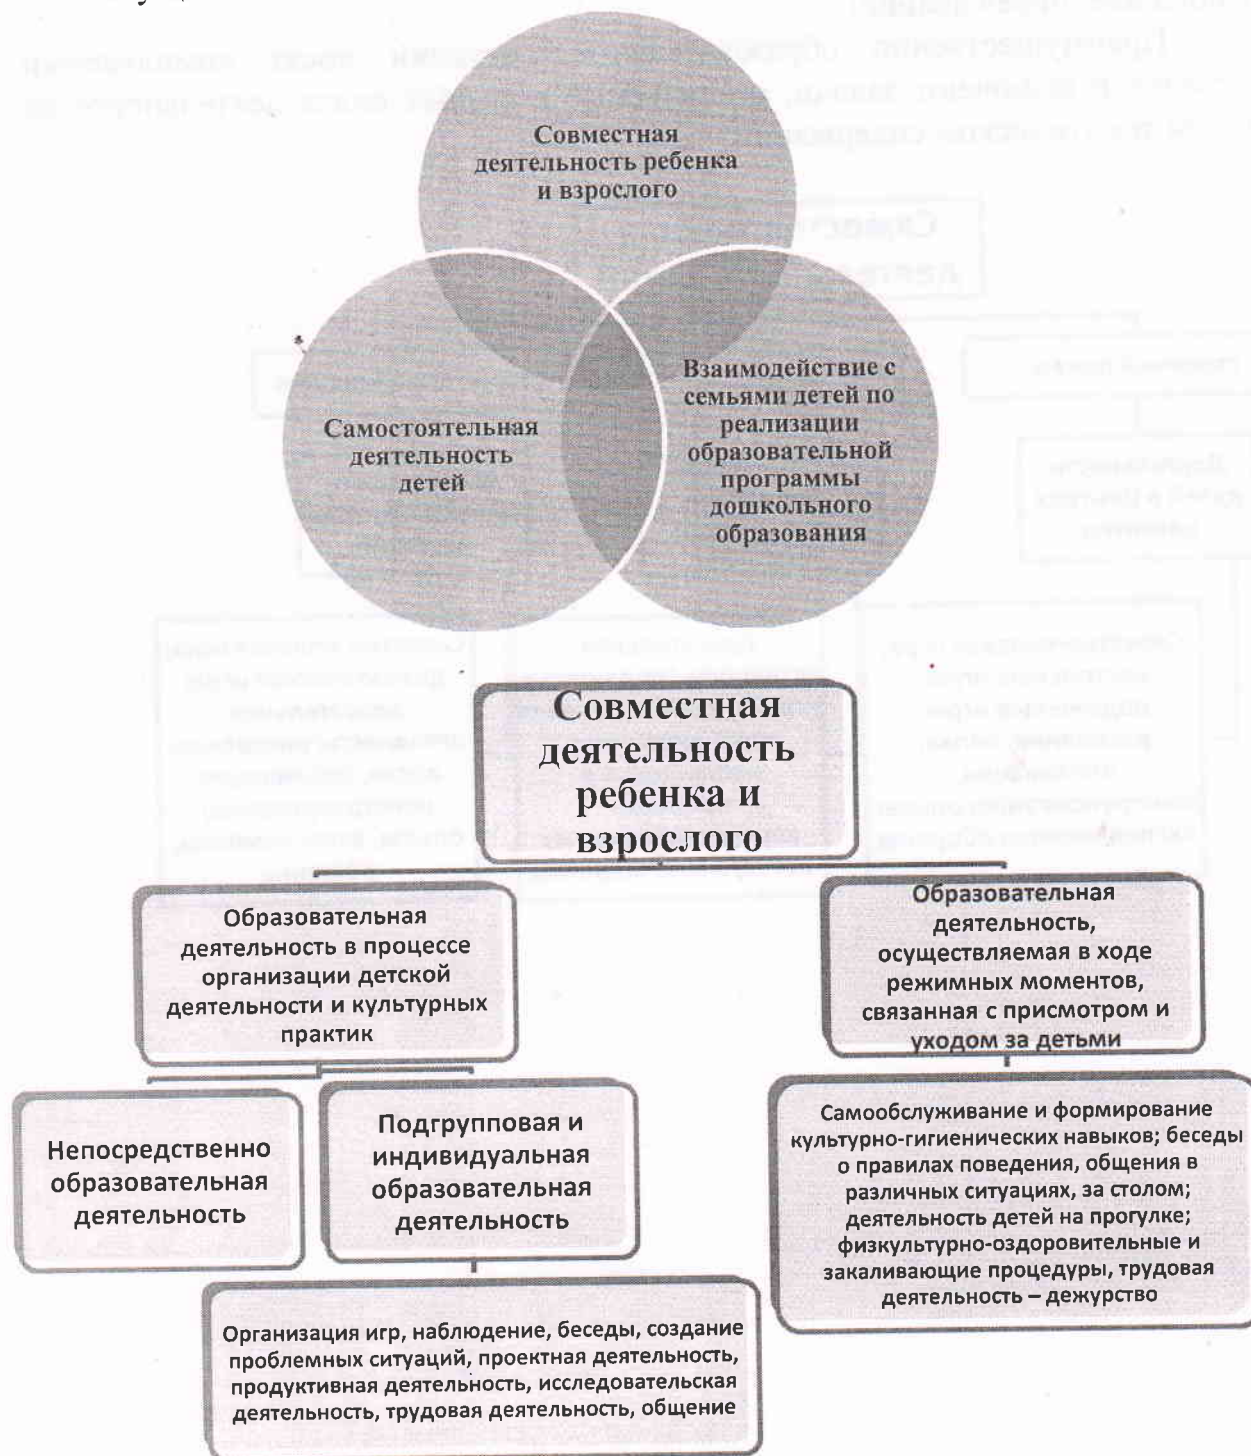 Совместная
деятельность ребенка
и взрослого
Самостоятельная
деятельность
детей
Взаимодействие с
семьями детей по
реализации
образовательной
программы
дошкольного
образования
Совместная
деятельность
ребенка и
взрослого
Образовательная
деятельность в процессе
организации детской
деятельности и культурных
практик
Образовательная
деятельность,
осуществляемая в ходе
режимных моментов,
связанная с присмотром и
уходом за детьми
Непосредственно
образовательная
деятельность
Подгрупповая и
индивидуальная
образовательная
деятельность
Самообслуживание и формирование
культурно-гигиенических навыков; беседы
о правилах поведения, общения в
различных ситуациях, за столом;
деятельность детей на прогулке;
физкультурно-оздоровительные и
закаливающие процедуры, трудовая
деятельность – дежурство
Организация игр, наблюдение, беседы, создание
проблемных ситуаций, проектная деятельность,
продуктивная деятельность, исследовательская
деятельность, трудовая деятельность, общение